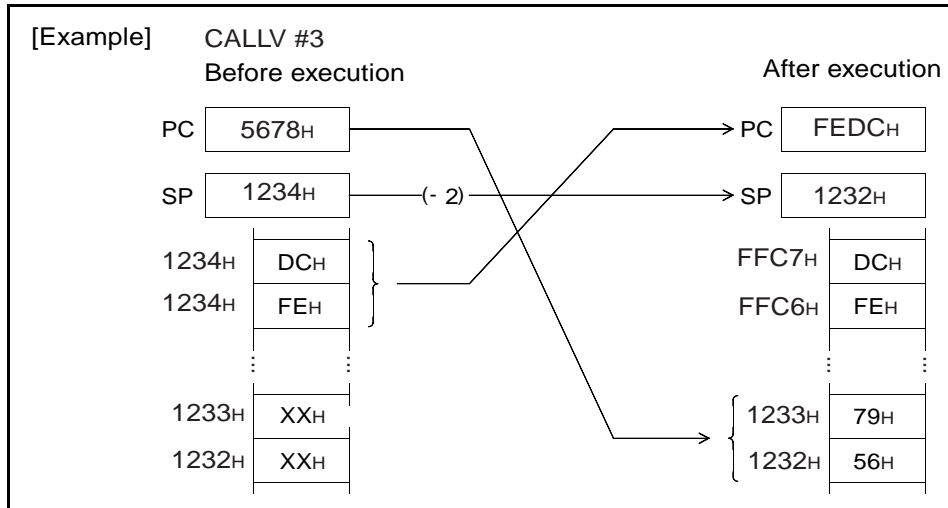 [Example] CALLV #3
Before execution After execution
PC 5678H PC FEDCH
SP 1234H (- 2) SP 1232H
1234H DCH FFC7H DCH
1234H FEH FFC6H FEH
1233H XXH 1233H 79H
1232H XXH 1232H 56H